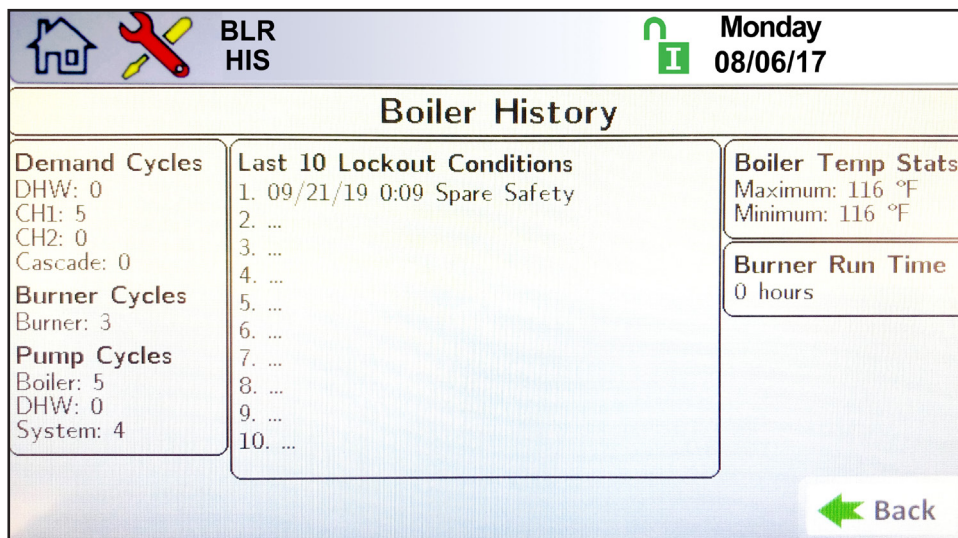 BLR
HIS
Monday
08/06/17
Boiler History
Demand Cycles
DHW: 0
CH1: 5
CH2: 0
Cascade: 0
Burner Cycles
Burner: 3
Pump Cycles
Boiler: 5
DHW: 0
System: 4
Last 10 Lockout Conditions
1. 09/21/19 0:09 Spare Safety
2. ...
3. ...
4. ...
5. ...
6. ...
7. ...
8. ...
9. ...
10. ...
Boiler Temp Stats
Maximum: 116 °F
Minimum: 116 °F
Burner Run Time
0 hours
I
Back